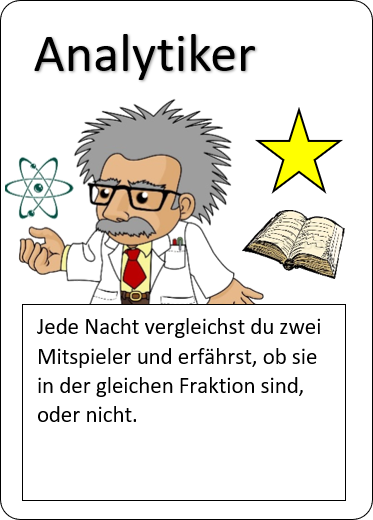 Analytiker
Jede Nacht vergleichst du zwei
Mitspieler und erfährst, ob sie
in der gleichen Fraktion sind,
oder nicht.